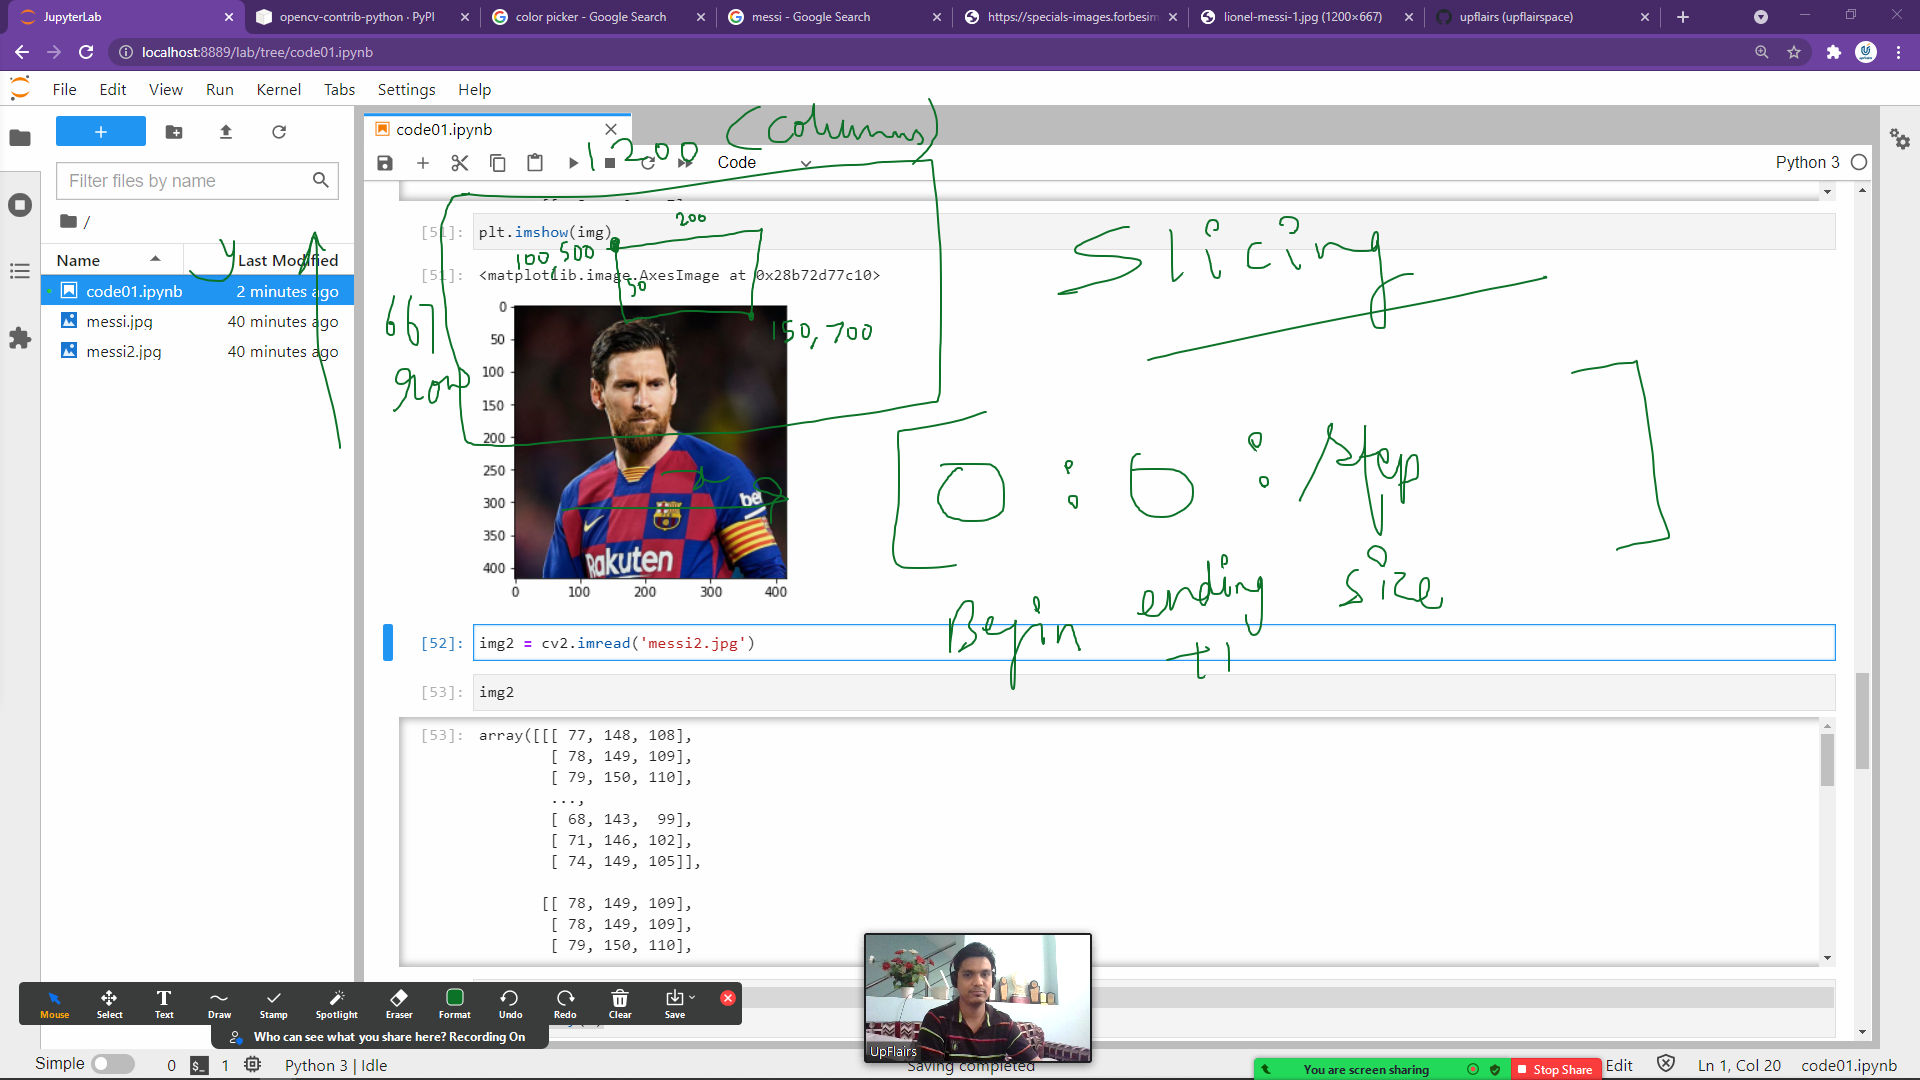 JupyterLab
opencv-contrib-python · PyPI
color picker - Google Search
messi - Google Search
https://specials-images.forbesim
lionel-messi-1.jpg (1200×667)
upflairs (upflairspace)
localhost:8889/lab/tree/code01.ipynb
File Edit View Run Kernel Tabs Settings Help
code01.ipynb
(Columns)
1200
Code
Python 3
Filter files by name
/
Name
Last Modified
code01.ipynb 2 minutes ago
messi.jpg 40 minutes ago
messi2.jpg 40 minutes ago
y
667
[51]: plt.imshow(img)
[51]: <matplotlib.image.AxesImage at 0x28b72d77c10>
200
100,500
50
150,700
0
50
100
150
200
250
300
350
400
0 100 200 300 400
Rakuten
Slicing
: : step
Begin ending size
+1
[52]: img2 = cv2.imread('messi2.jpg')
[53]: img2
[53]: array([[[ 77, 148, 108],
[ 78, 149, 109],
[ 79, 150, 110],
...,
[ 68, 143, 99],
[ 71, 146, 102],
[ 74, 149, 105]],
[[ 78, 149, 109],
[ 78, 149, 109],
[ 79, 150, 110],
UpFlairs
Mouse Select Text Draw Stamp Spotlight Eraser Format Undo Redo Clear Save
Who can see what you share here? Recording On
Simple 0 1 Python 3 | Idle
Saving completed
You are screen sharing
Stop Share
Edit
Ln 1, Col 20
code01.ipynb